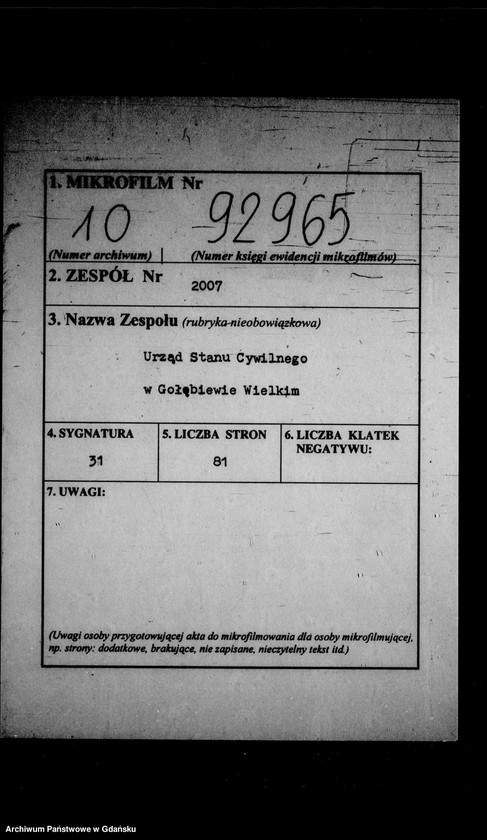 1. MIKROFILM Nr
10 92965
(Numer archiwum) (Numer księgi ewidencji mikrofilmów)
2. ZESPÓŁ Nr 2007
3. Nazwa Zespołu (rubryka-nieobowiązkowa)
Urząd Stanu Cywilnego
w Gołębiewie Wielkim
4. SYGNATURA 5. LICZBA STRON 6. LICZBA KLATEK
NEGATYWU:
31 81
7. UWAGI:
(Uwagi osoby przygotowującej akta do mikrofilmowania dla osoby mikrofilmującej,
np. strony: dodatkowe, brakujące, nie zapisane, nieczytelny tekst itd.)
Archiwum Państwowe w Gdańsku